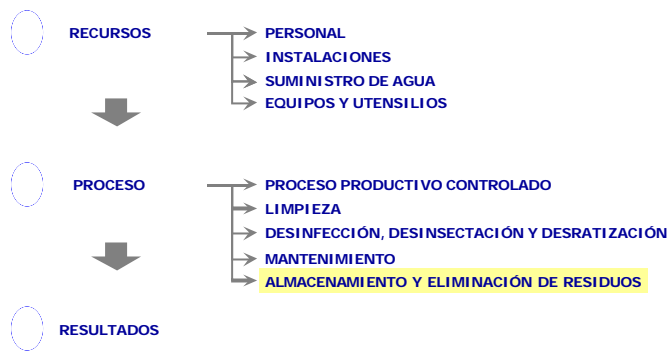 RECURSOS
PERSONAL
INSTALACIONES
SUMINISTRO DE AGUA
EQUIPOS Y UTENSILIOS
PROCESO
PROCESO PRODUCTIVO CONTROLADO
LIMPIEZA
DESINFECCIÓN, DESINSECTACIÓN Y DESRATIZACIÓN
MANTENIMIENTO
ALMACENAMIENTO Y ELIMINACIÓN DE RESIDUOS
RESULTADOS